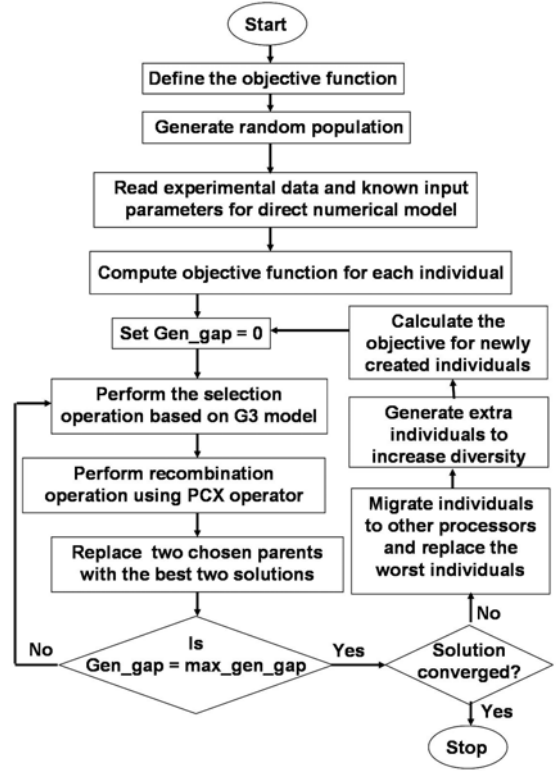 Start
Define the objective function
Generate random population
Read experimental data and known input
parameters for direct numerical model
Compute objective function for each individual
Set Gen_gap = 0
Perform the selection
operation based on G3 model
Perform recombination
operation using PCX operator
Replace two chosen parents
with the best two solutions
Is
Gen_gap = max_gen_gap
No
Yes
Solution
converged?
No
Yes
Stop
Migrate individuals
to other processors
and replace the
worst individuals
Generate extra
individuals to
increase diversity
Calculate the
objective for newly
created individuals